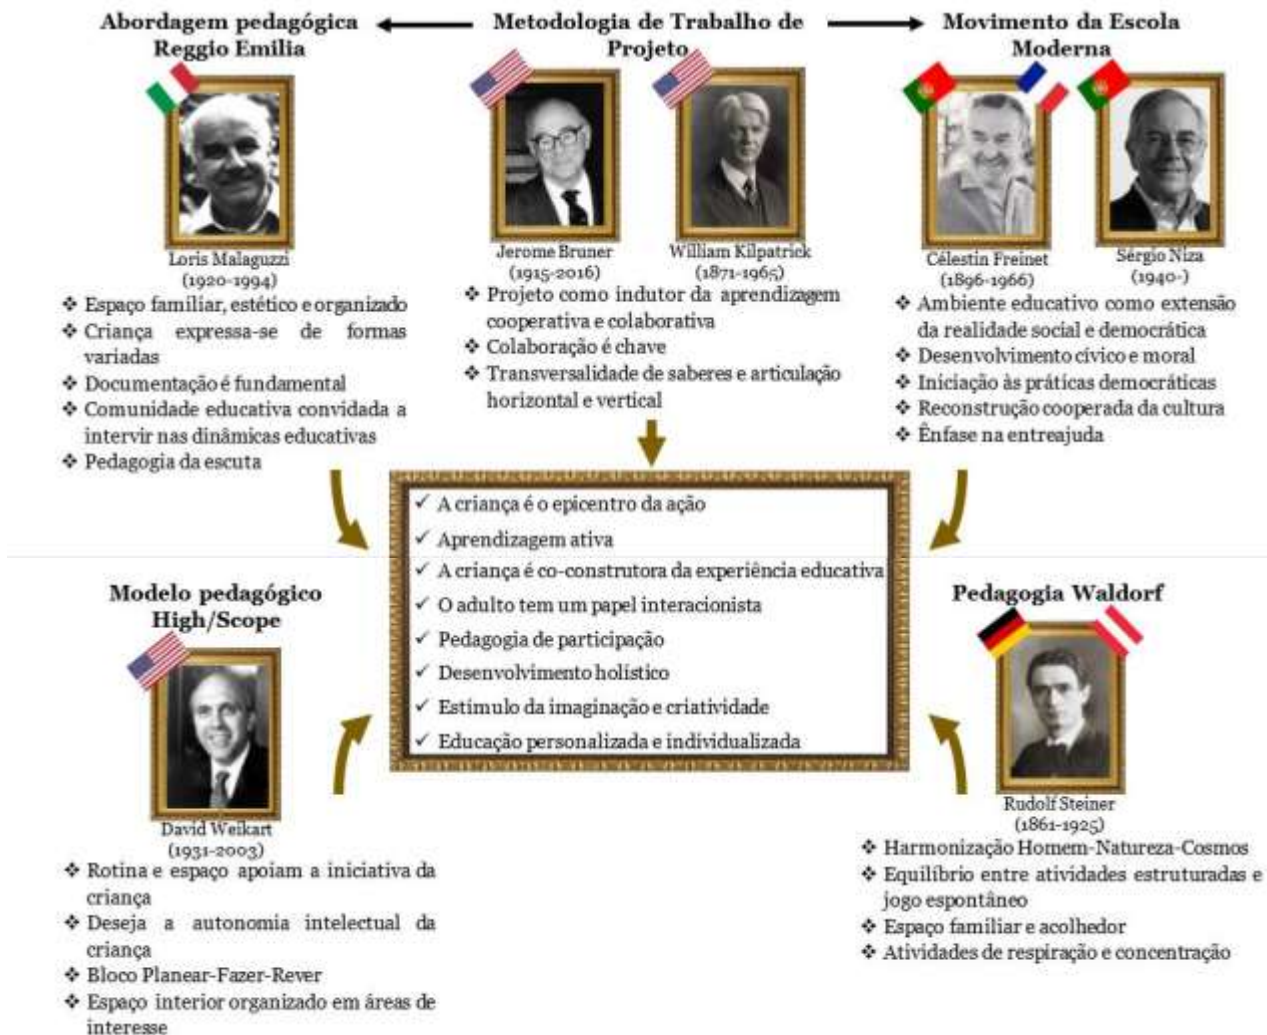 Abordagem pedagógica
Reggio Emilia
Loris Malaguzzi
(1920-1994)
❖ Espaço familiar, estético e organizado
❖ Criança expressa-se de formas
variadas
❖ Documentação é fundamental
❖ Comunidade educativa convidada a
intervir nas dinâmicas educativas
❖ Pedagogia da escuta
Metodologia de Trabalho de
Projeto
Jerome Bruner
(1915-2016)
William Kilpatrick
(1871-1965)
❖ Projeto como indutor da aprendizagem
cooperativa e colaborativa
❖ Colaboração é chave
❖ Transversalidade de saberes e articulação
horizontal e vertical
Movimento da Escola
Moderna
Célestin Freinet
(1896-1966)
Sérgio Niza
(1940-)
❖ Ambiente educativo como extensão
da realidade social e democrática
❖ Desenvolvimento cívico e moral
❖ Iniciação às práticas democráticas
❖ Reconstrução cooperada da cultura
❖ Ênfase na entreajuda
✓ A criança é o epicentro da ação
✓ Aprendizagem ativa
✓ A criança é co-construtora da experiência educativa
✓ O adulto tem um papel interacionista
✓ Pedagogia de participação
✓ Desenvolvimento holístico
✓ Estímulo da imaginação e criatividade
✓ Educação personalizada e individualizada
Modelo pedagógico
High/Scope
David Weikart
(1931-2003)
❖ Rotina e espaço apoiam a iniciativa da
criança
❖ Deseja a autonomia intelectual da
criança
❖ Bloco Planear-Fazer-Rever
❖ Espaço interior organizado em áreas de
interesse
Pedagogia Waldorf
Rudolf Steiner
(1861-1925)
❖ Harmonização Homem-Natureza-Cosmos
❖ Equilíbrio entre atividades estruturadas e
jogo espontâneo
❖ Espaço familiar e acolhedor
❖ Atividades de respiração e concentração